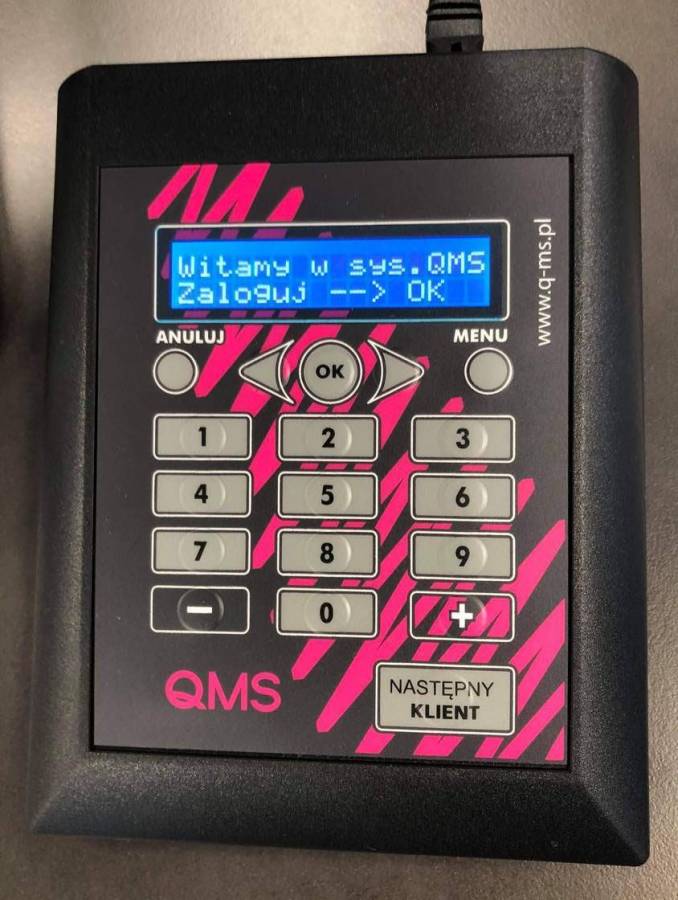 Witamy w sys.QMS
Zaloguj --> OK
www.q-ms.pl
ANULUJ
MENU
OK
1
2
3
4
5
6
7
8
9
−
0
+
QMS
NASTĘPNY
KLIENT